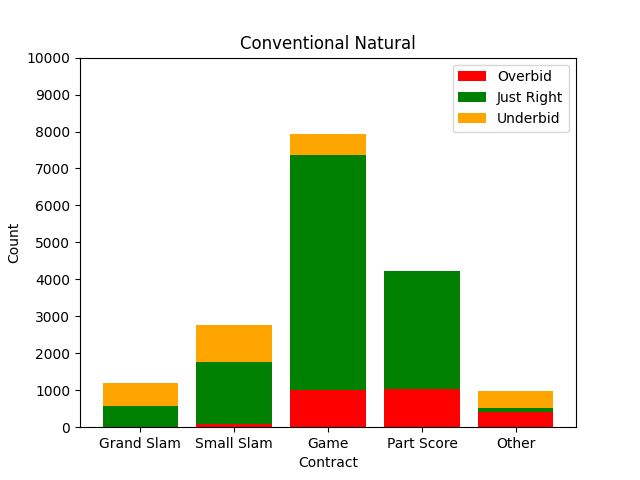 Conventional Natural
Overbid
Just Right
Underbid
10000
9000
8000
7000
6000
5000
4000
3000
2000
1000
0
Count
Grand Slam Small Slam Game Part Score Other
Contract